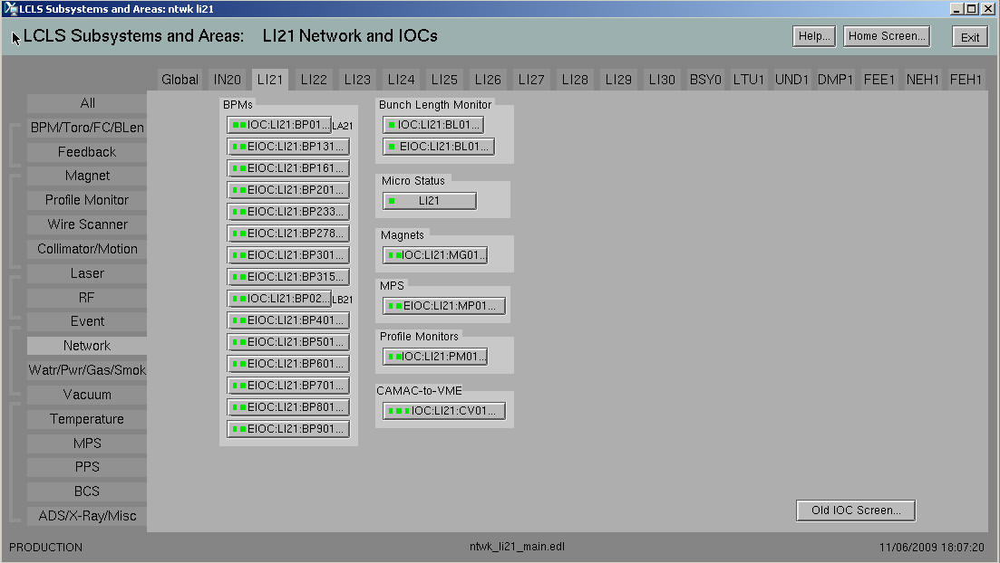 LCLS Subsystems and Areas: ntwk li21
LCLS Subsystems and Areas: LI21 Network and IOCs
Help... Home Screen... Exit
Global IN20 LI21 LI22 LI23 LI24 LI25 LI26 LI27 LI28 LI29 LI30 BSY0 LTU1 UND1 DMP1 FEE1 NEH1 FEH1
All
BPM/Toro/FC/BLen
Feedback
Magnet
Profile Monitor
Wire Scanner
Collimator/Motion
Laser
RF
Event
Network
Watr/Pwr/Gas/Smok
Vacuum
Temperature
MPS
PPS
BCS
ADS/X-Ray/Misc
BPMs
IOC:LI21:BP01... LA21
EIOC:LI21:BP131...
EIOC:LI21:BP161...
EIOC:LI21:BP201...
EIOC:LI21:BP233...
EIOC:LI21:BP278...
EIOC:LI21:BP301...
EIOC:LI21:BP315...
IOC:LI21:BP02... LB21
EIOC:LI21:BP401...
EIOC:LI21:BP501...
EIOC:LI21:BP601...
EIOC:LI21:BP701...
EIOC:LI21:BP801...
EIOC:LI21:BP901...
Bunch Length Monitor
IOC:LI21:BL01...
EIOC:LI21:BL01...
Micro Status
LI21
Magnets
IOC:LI21:MG01...
MPS
EIOC:LI21:MP01...
Profile Monitors
IOC:LI21:PM01...
CAMAC-to-VME
IOC:LI21:CV01...
Old IOC Screen...
PRODUCTION
ntwk_li21_main.edl
11/06/2009 18:07:20